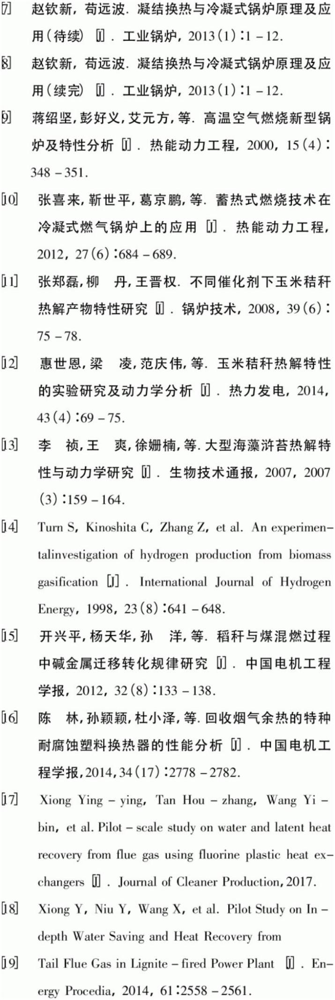 [7] 赵钦新, 苟远波. 凝结换热与冷凝式锅炉原理及应
用(待续) [J]. 工业锅炉, 2013(1):1-12.
[8] 赵钦新, 苟远波. 凝结换热与冷凝式锅炉原理及应
用(续完) [J]. 工业锅炉, 2013(1):1-12.
[9] 蒋绍坚,彭好义,艾元方,等. 高温空气燃烧新型锅
炉及特性分析 [J]. 热能动力工程, 2000, 15(4):
348-351.
[10] 张喜来,靳世平,葛京鹏,等. 蓄热式燃烧技术在
冷凝式燃气锅炉上的应用 [J]. 热能动力工程,
2012, 27(6):684-689.
[11] 张郑磊,柳 丹,王晋权. 不同催化剂下玉米秸秆
热解产物特性研究 [J]. 锅炉技术, 2008, 39(6):
75-78.
[12] 惠世恩,梁 凌,范庆伟,等. 玉米秸秆热解特性
的实验研究及动力学分析 [J]. 热力发电, 2014,
43(4):69-75.
[13] 李 祯,王 爽,徐姗楠,等. 大型海藻浒苔热解特
性与动力学研究 [J]. 生物技术通报, 2007, 2007
(3):159-164.
[14] Turn S, Kinoshita C, Zhang Z, et al. An experimen-
talinvestigation of hydrogen production from biomass
gasification [J]. International Journal of Hydrogen
Energy, 1998, 23(8):641-648.
[15] 开兴平,杨天华,孙 洋,等. 稻秆与煤混燃过程
中碱金属迁移转化规律研究 [J]. 中国电机工程
学报, 2012, 32(8):133-138.
[16] 陈 林,孙颖颖,杜小泽,等. 回收烟气余热的特种
耐腐蚀塑料换热器的性能分析 [J]. 中国电机工
程学报,2014,34(17):2778-2782.
[17] Xiong Ying - ying, Tan Hou - zhang, Wang Yi -
bin, et al. Pilot - scale study on water and latent heat
recovery from flue gas using fluorine plastic heat ex-
changers [J]. Journal of Cleaner Production,2017.
[18] Xiong Y, Niu Y, Wang X, et al. Pilot Study on In -
depth Water Saving and Heat Recovery from
[19] Tail Flue Gas in Lignite - fired Power Plant [J]. En-
ergy Procedia, 2014, 61:2558-2561.